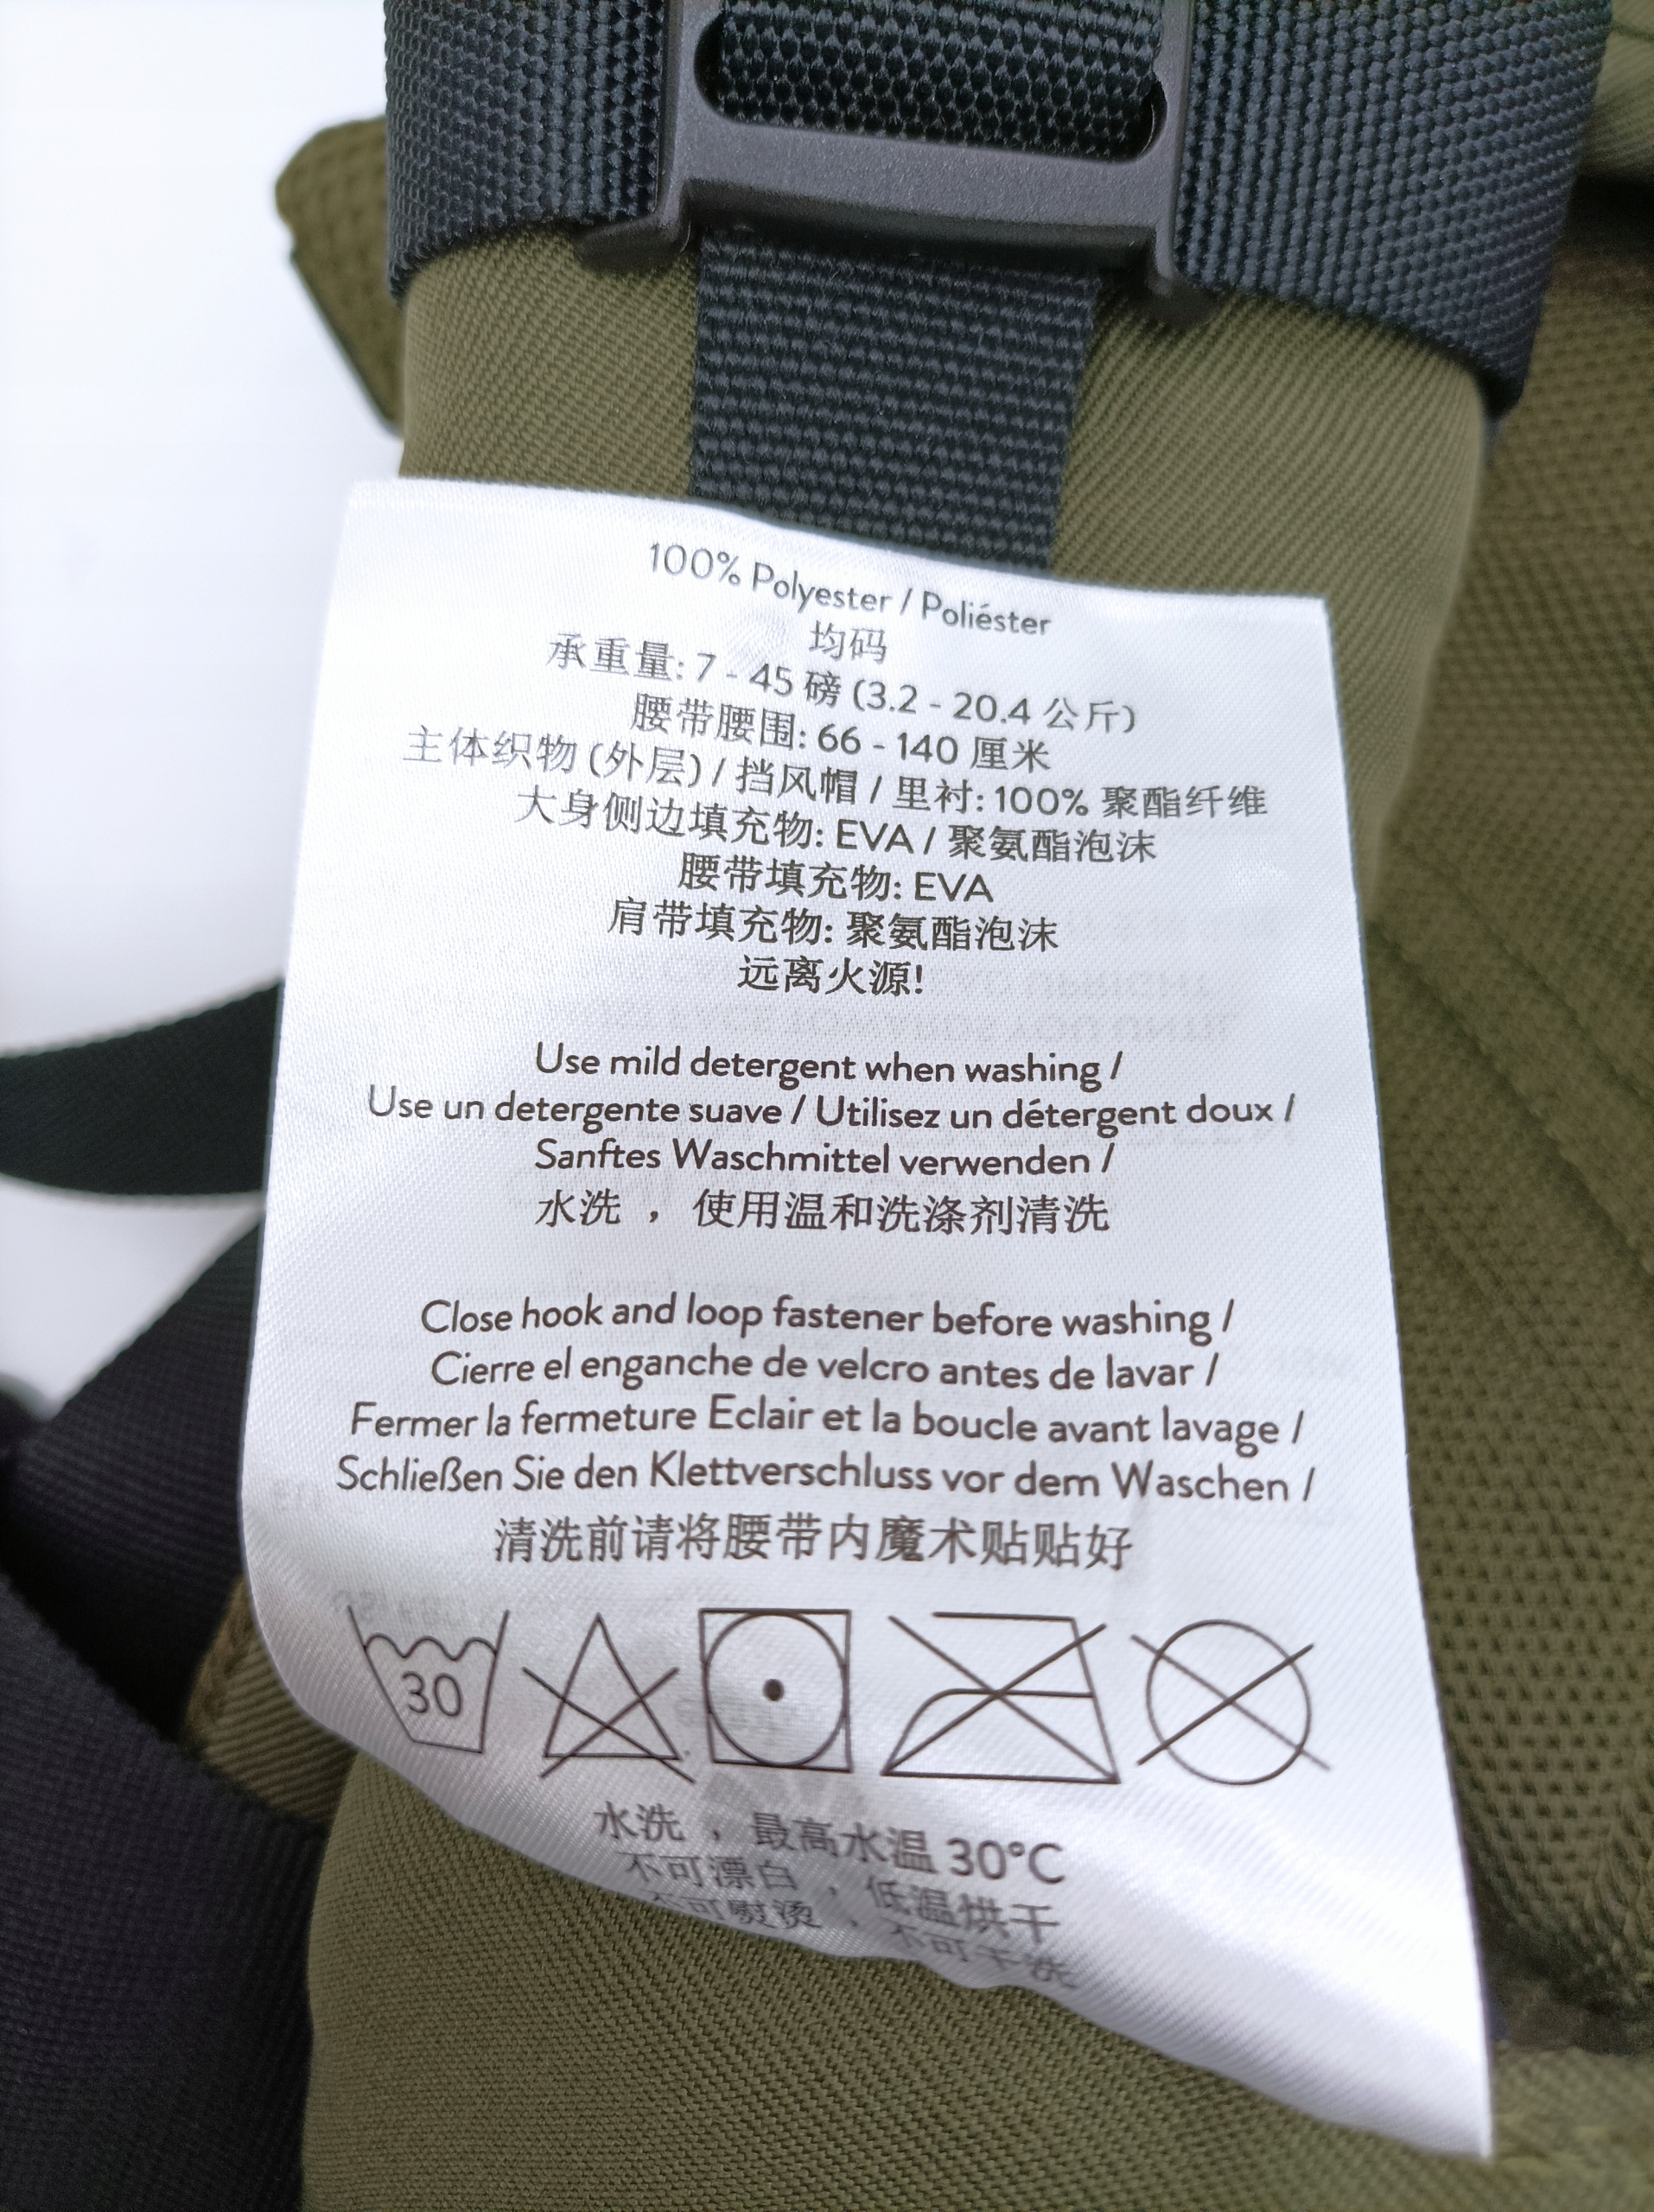 100% Polyester / Poliéster
均码
承重量: 7 - 45 磅 (3.2 - 20.4 公斤)
腰带腰围: 66 - 140 厘米
主体织物 (外层) / 挡风帽 / 里衬: 100% 聚酯纤维
大身侧边填充物: EVA / 聚氨酯泡沫
腰带填充物: EVA
肩带填充物: 聚氨酯泡沫
远离火源!
Use mild detergent when washing /
Use un detergente suave / Utilisez un détergent doux /
Sanftes Waschmittel verwenden /
水洗 ，使用温和洗涤剂清洗
Close hook and loop fastener before washing /
Cierre el enganche de velcro antes de lavar /
Fermer la fermeture Eclair et la boucle avant lavage /
Schließen Sie den Klettverschluss vor dem Waschen /
清洗前请将腰带内魔术贴贴好
30
水洗 ，最高水温 30°C
不可漂白 ，低温烘干
不可熨烫 ，不可干洗